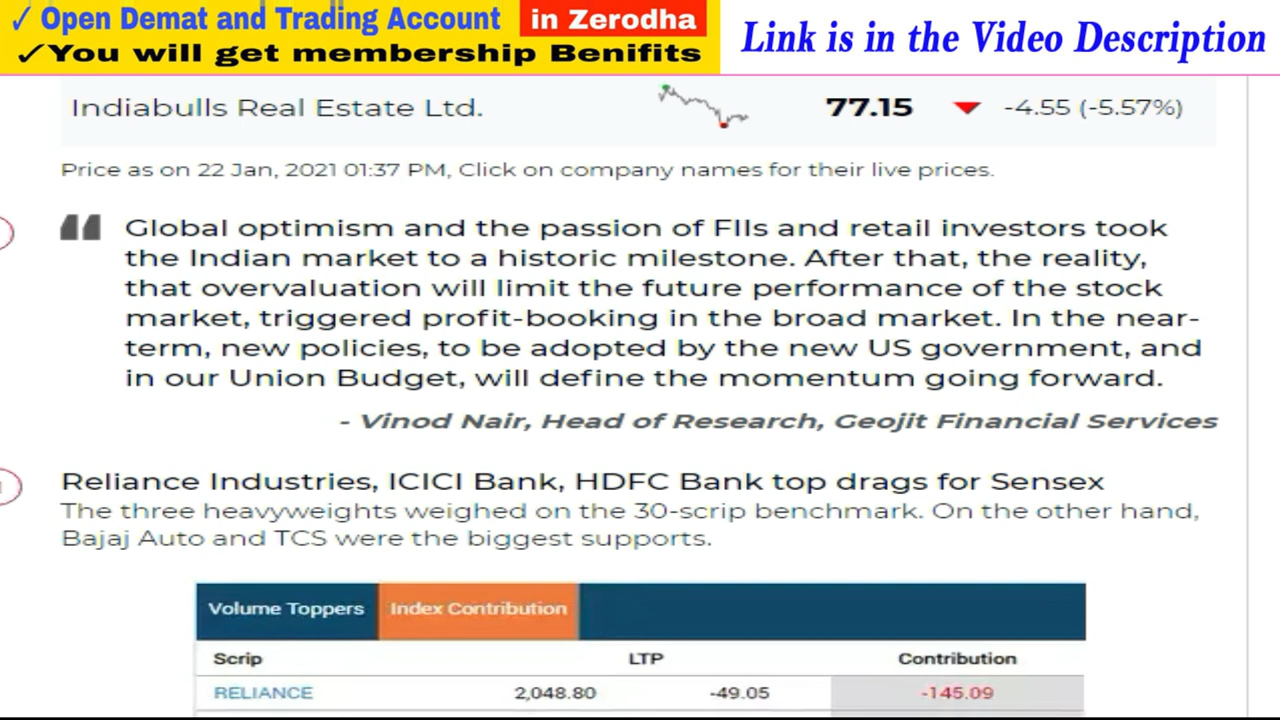 ✓ Open Demat and Trading Account in Zerodha
✓You will get membership Benifits
Link is in the Video Description
Indiabulls Real Estate Ltd. 77.15 -4.55 (-5.57%)
Price as on 22 Jan, 2021 01:37 PM, Click on company names for their live prices.
Global optimism and the passion of FIIs and retail investors took
the Indian market to a historic milestone. After that, the reality,
that overvaluation will limit the future performance of the stock
market, triggered profit-booking in the broad market. In the near-
term, new policies, to be adopted by the new US government, and
in our Union Budget, will define the momentum going forward.
- Vinod Nair, Head of Research, Geojit Financial Services
Reliance Industries, ICICI Bank, HDFC Bank top drags for Sensex
The three heavyweights weighed on the 30-scrip benchmark. On the other hand,
Bajaj Auto and TCS were the biggest supports.
Volume Toppers Index Contribution
Scrip LTP Contribution
RELIANCE 2,048.80 -49.05 -145.09